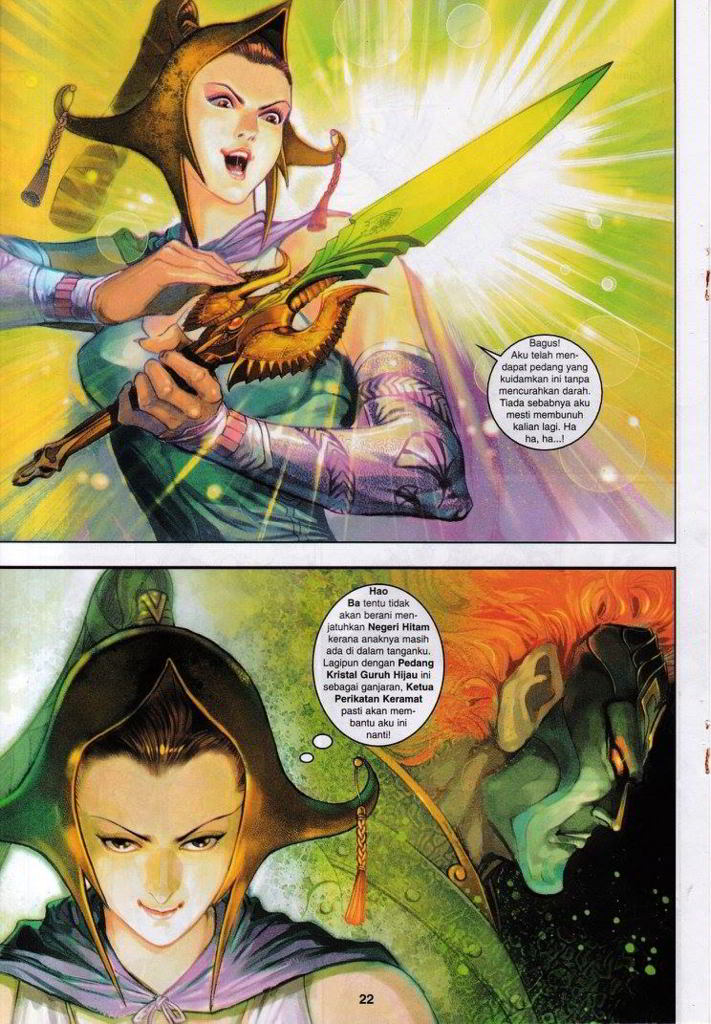 Bagus!
Aku telah men-
dapat pedang yang
kuidamkan ini tanpa
mencurahkan darah.
Tiada sebabnya aku
mesti membunuh
kalian lagi. Ha
ha, ha...!
Hao
Ba tentu tidak
akan berani men-
jatuhkan Negeri Hitam
kerana anaknya masih
ada di dalam tanganku.
Lagipun dengan Pedang
Kristal Guruh Hijau ini
sebagai ganjaran, Ketua
Perikatan Keramat
pasti akan mem-
bantu aku ini
nanti!
22